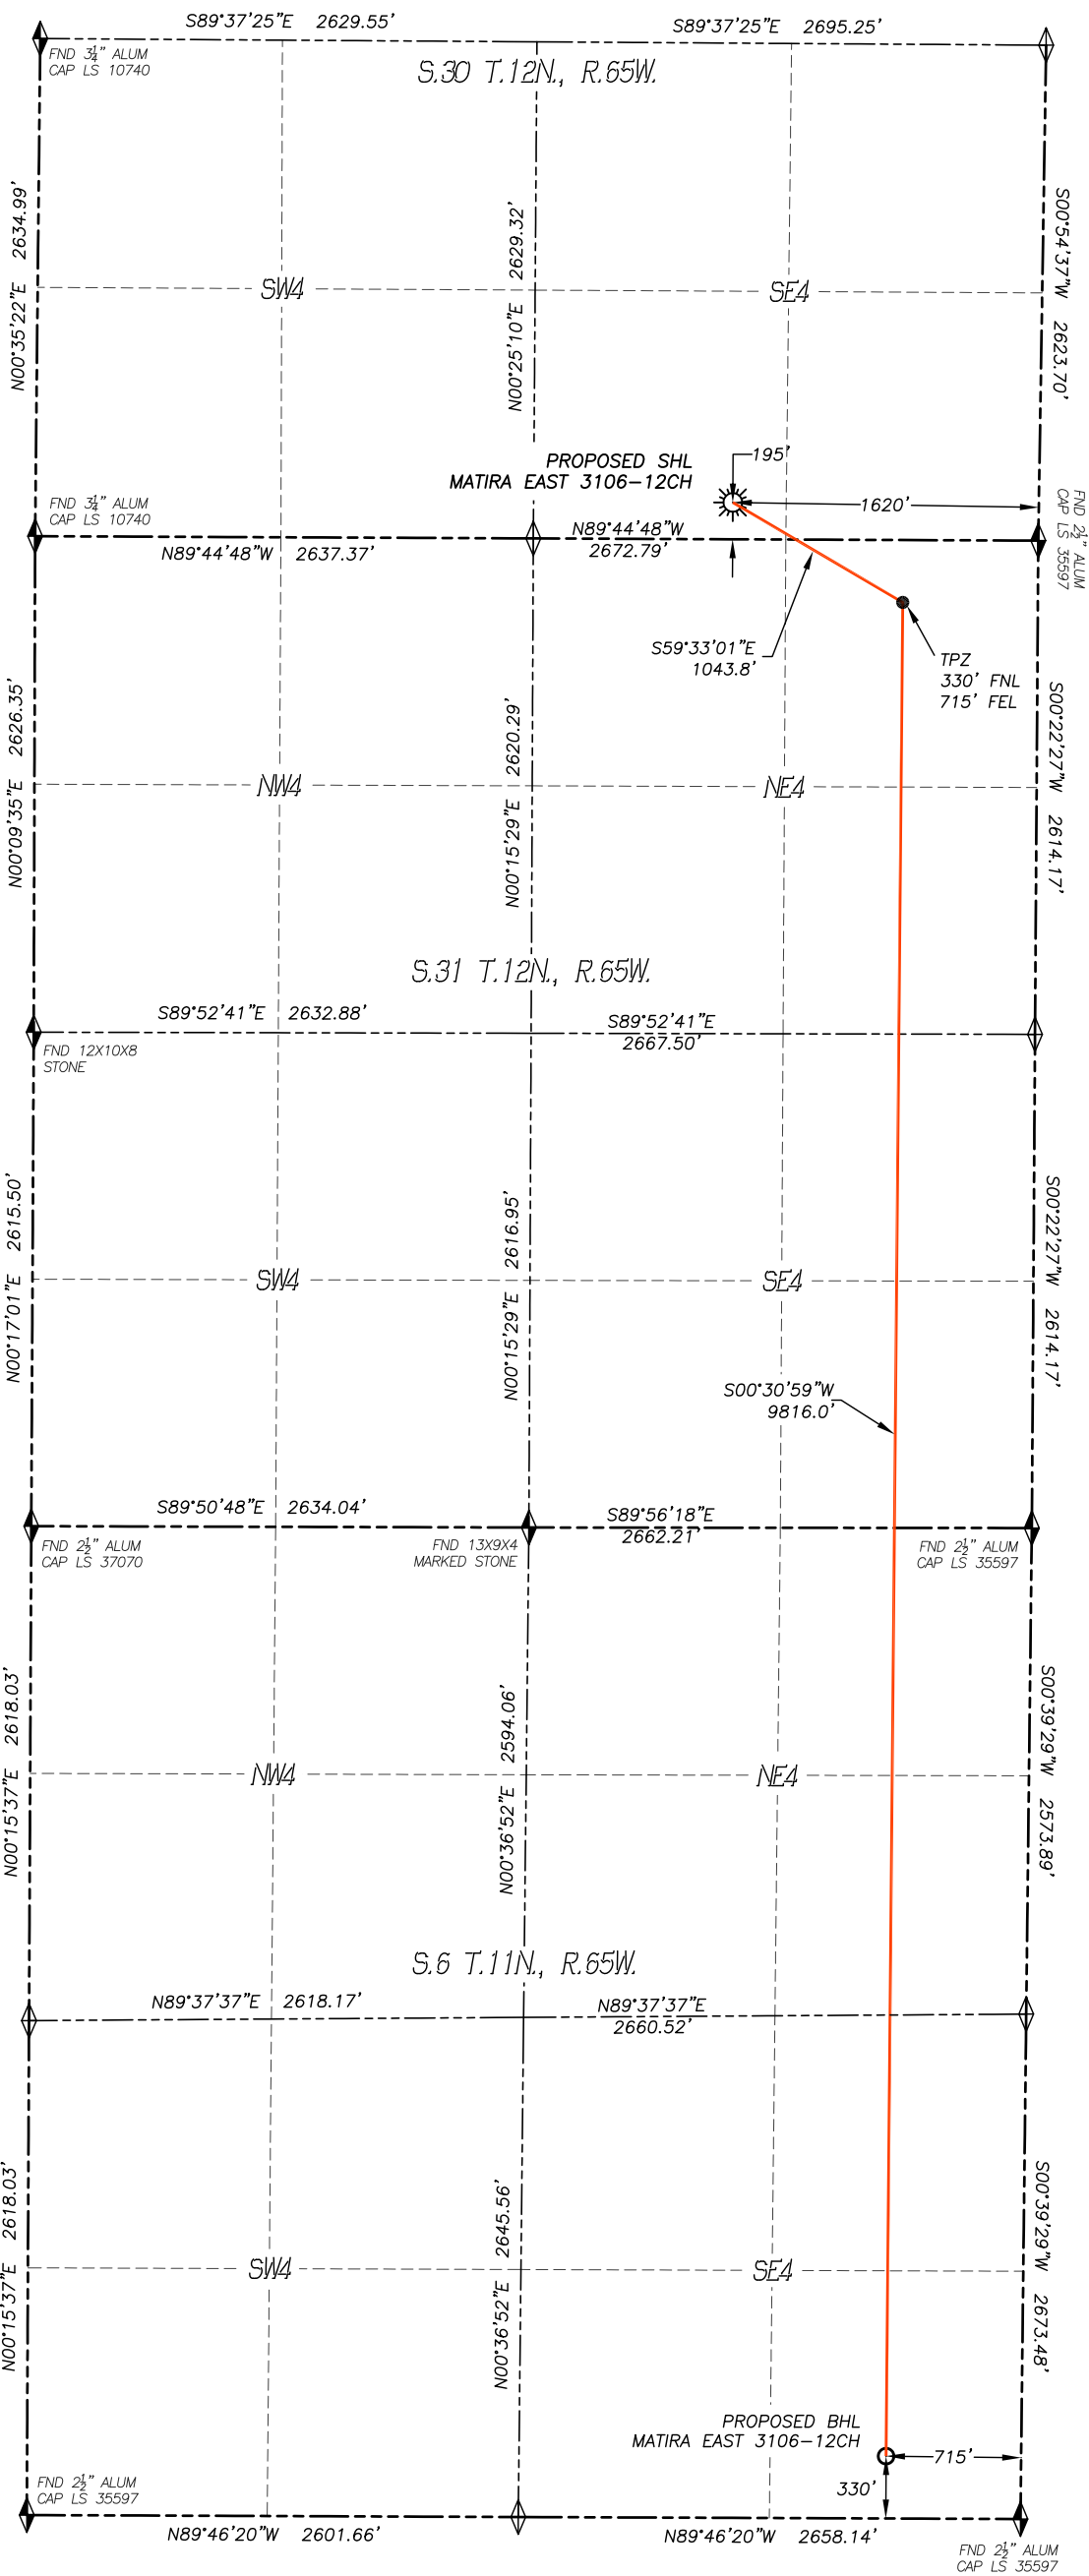 S89°37'25"E 2629.55'
S89°37'25"E 2695.25'
FND 3¼" ALUM
CAP LS 10740
S.30 T.12N., R.65W.
N00°35'22"E 2634.99'
N00°25'10"E 2629.32'
S00°54'37"W 2623.70'
SW4
SE4
PROPOSED SHL
MATIRA EAST 3106-12CH
195'
1620'
FND 3¼" ALUM
CAP LS 10740
FND 2½" ALUM
CAP LS 35597
N89°44'48"W 2637.37'
N89°44'48"W
2672.79'
S59°33'01"E
1043.8'
TPZ
330' FNL
715' FEL
N00°09'35"E 2626.35'
N00°15'29"E 2620.29'
S00°22'27"W 2614.17'
NW4
NE4
S.31 T.12N., R.65W.
S89°52'41"E 2632.88'
S89°52'41"E
2667.50'
FND 12X10X8
STONE
N00°17'01"E 2615.50'
N00°15'29"E 2616.95'
S00°22'27"W 2614.17'
SW4
SE4
S00°30'59"W
9816.0'
S89°50'48"E 2634.04'
S89°56'18"E
2662.21'
FND 2½" ALUM
CAP LS 37070
FND 13X9X4
MARKED STONE
FND 2½" ALUM
CAP LS 35597
N00°15'37"E 2618.03'
N00°36'52"E 2594.06'
S00°39'29"W 2573.89'
NW4
NE4
S.6 T.11N., R.65W.
N89°37'37"E 2618.17'
N89°37'37"E
2660.52'
N00°15'37"E 2618.03'
N00°36'52"E 2645.56'
S00°39'29"W 2673.48'
SW4
SE4
PROPOSED BHL
MATIRA EAST 3106-12CH
715'
330'
FND 2½" ALUM
CAP LS 35597
N89°46'20"W 2601.66'
N89°46'20"W 2658.14'
FND 2½" ALUM
CAP LS 35597